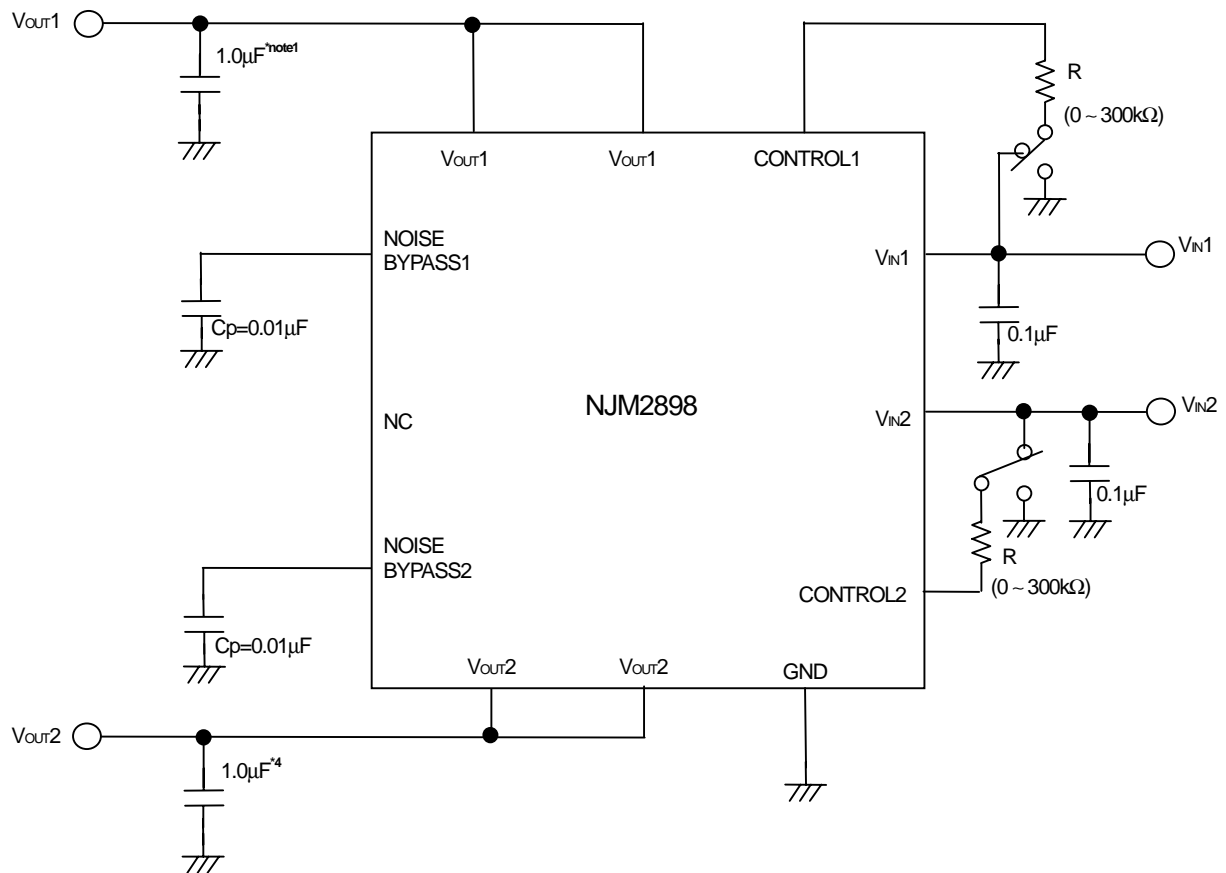 VOUT1
1.0µF*note1
R
(0 ~ 300kΩ)
VOUT1
VOUT1
CONTROL1
NOISE
BYPASS1
VIN1
VIN1
Cp=0.01µF
0.1µF
NC
NJM2898
VIN2
VIN2
0.1µF
NOISE
BYPASS2
R
(0 ~ 300kΩ)
CONTROL2
Cp=0.01µF
VOUT2
VOUT2
GND
VOUT2
1.0µF*4